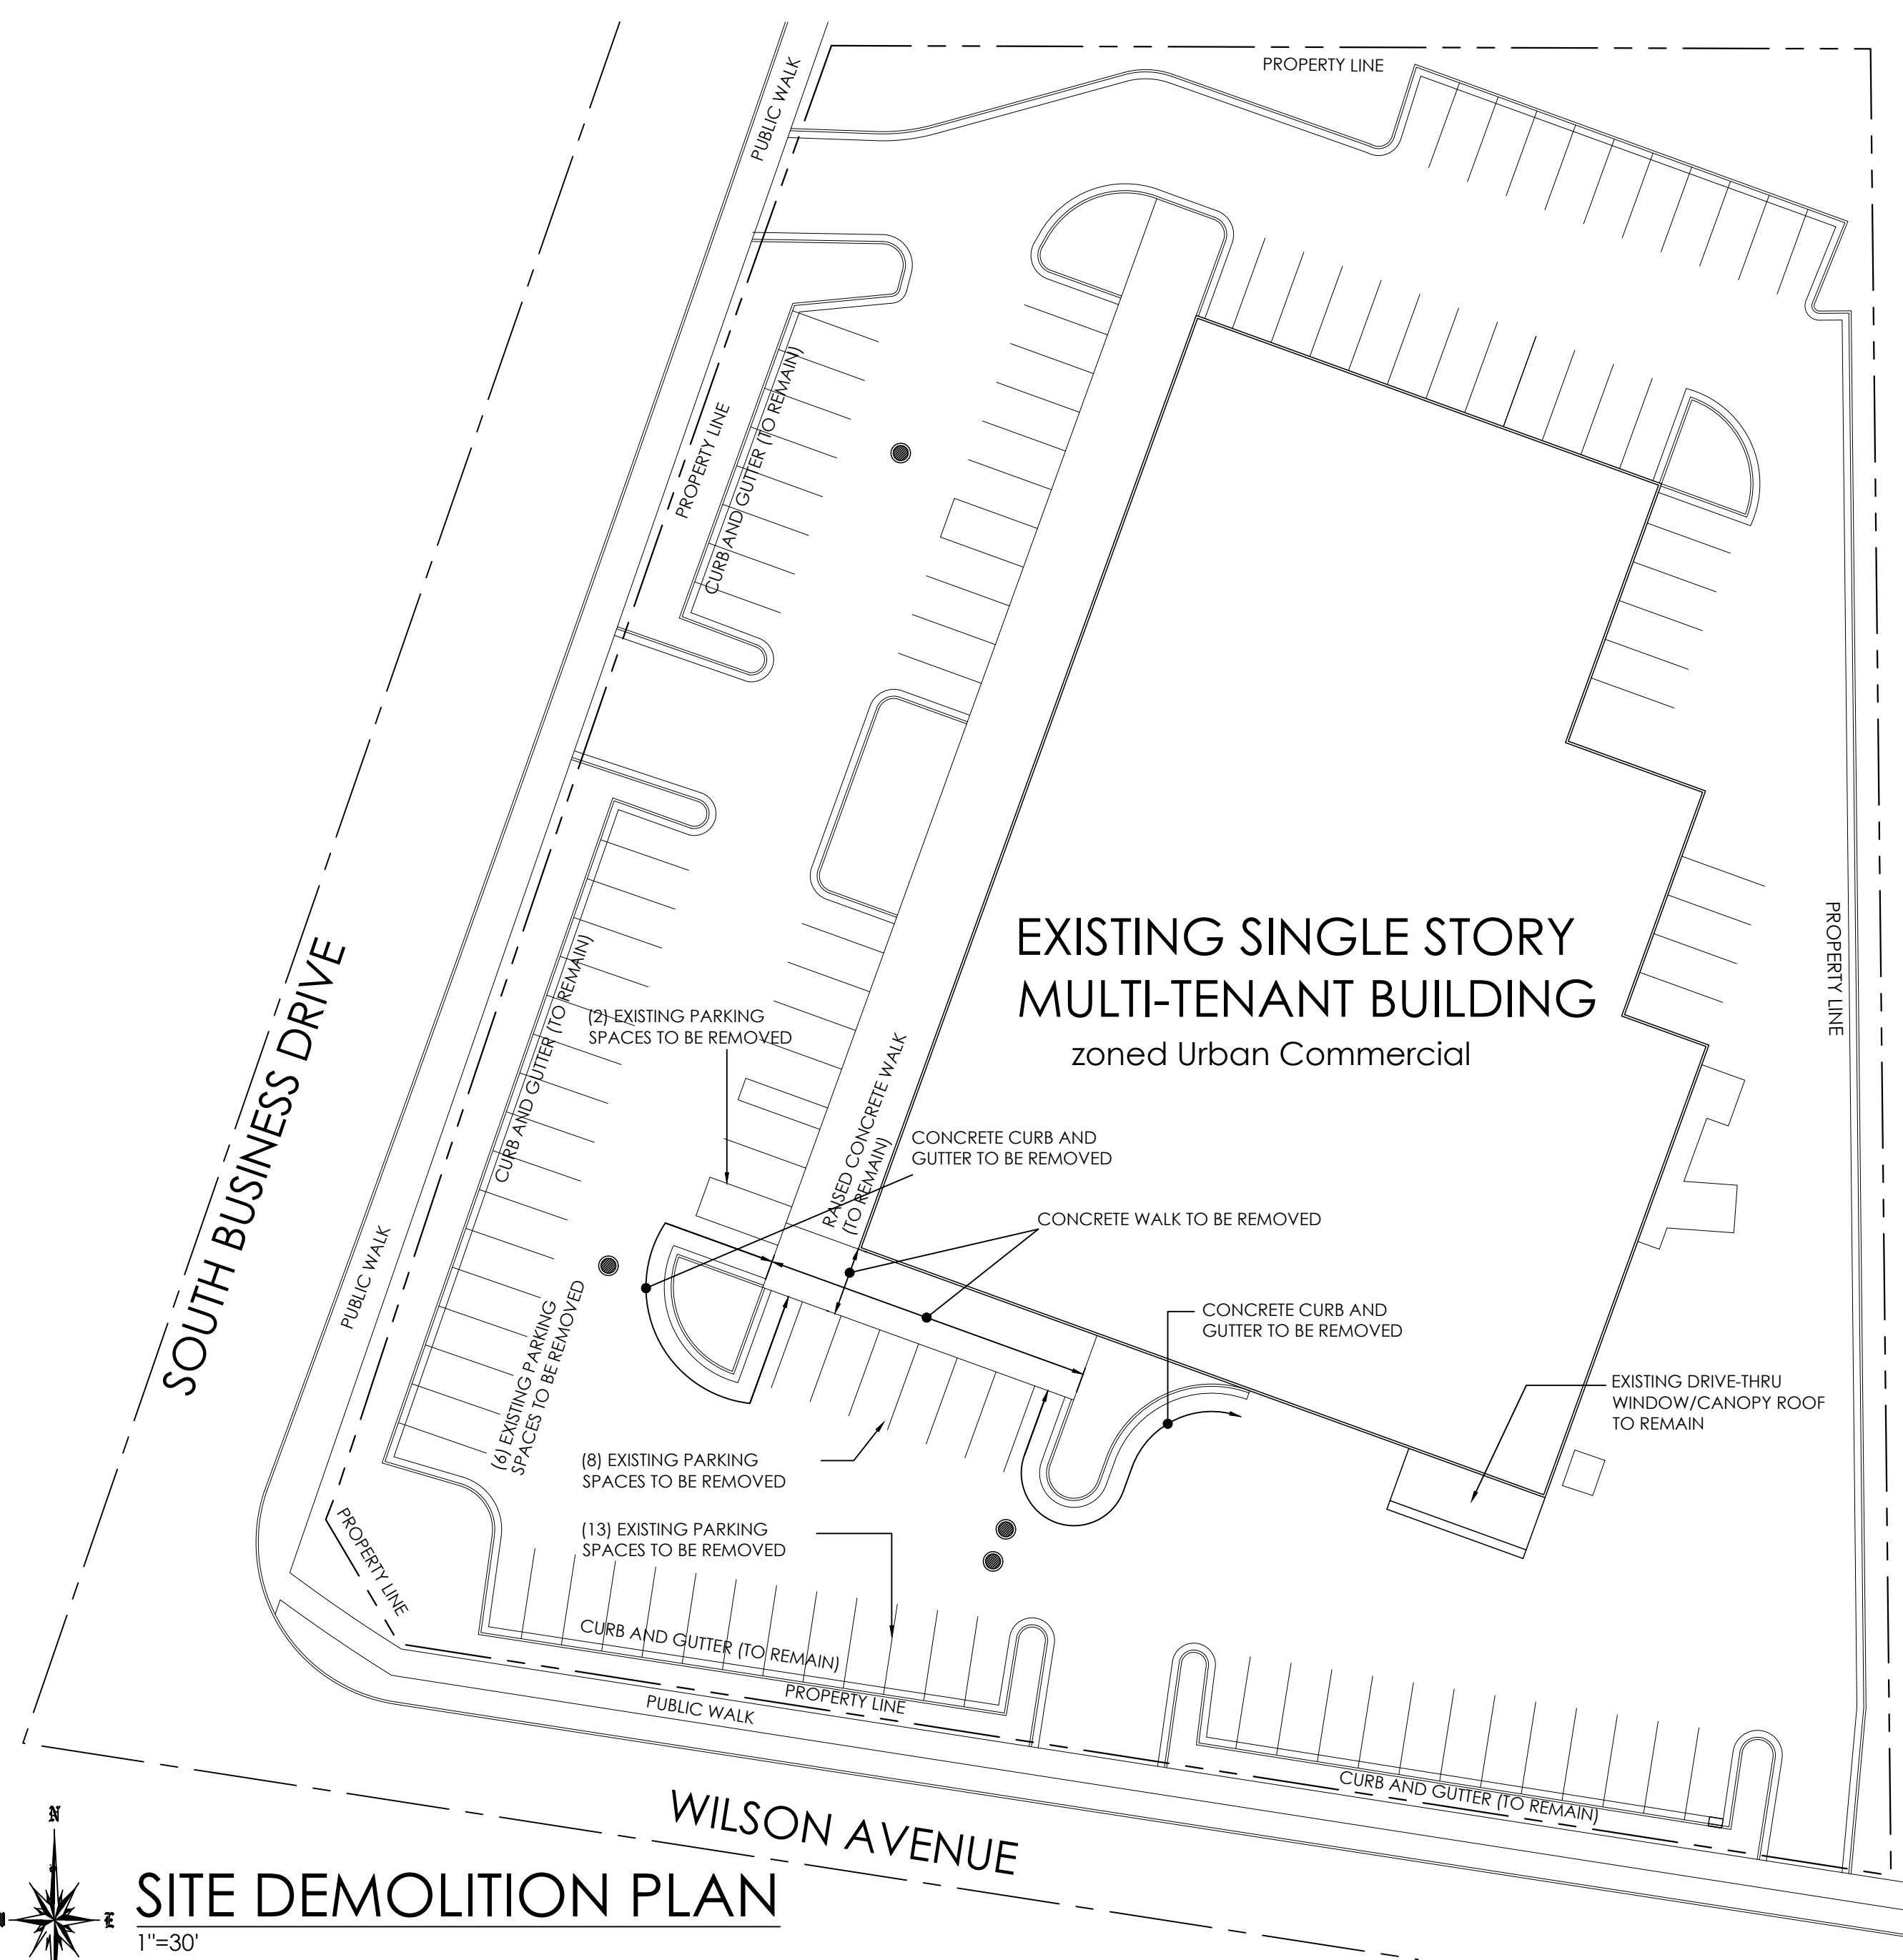 PROPERTY LINE
PUBLIC WALK
CURB AND GUTTER (TO REMAIN)
PROPERTY LINE
EXISTING SINGLE STORY
MULTI-TENANT BUILDING
zoned Urban Commercial
PROPERTY LINE
CURB AND GUTTER (TO REMAIN)
(2) EXISTING PARKING
SPACES TO BE REMOVED
RAISED CONCRETE WALK
(TO REMAIN)
CONCRETE CURB AND
GUTTER TO BE REMOVED
SOUTH BUSINESS DRIVE
PUBLIC WALK
CONCRETE WALK TO BE REMOVED
(6) EXISTING PARKING
SPACES TO BE REMOVED
CONCRETE CURB AND
GUTTER TO BE REMOVED
EXISTING DRIVE-THRU
WINDOW/CANOPY ROOF
TO REMAIN
(8) EXISTING PARKING
SPACES TO BE REMOVED
(13) EXISTING PARKING
SPACES TO BE REMOVED
PROPERTY LINE
CURB AND GUTTER (TO REMAIN)
PROPERTY LINE
PUBLIC WALK
CURB AND GUTTER (TO REMAIN)
WILSON AVENUE
N
E
SITE DEMOLITION PLAN
1"=30'